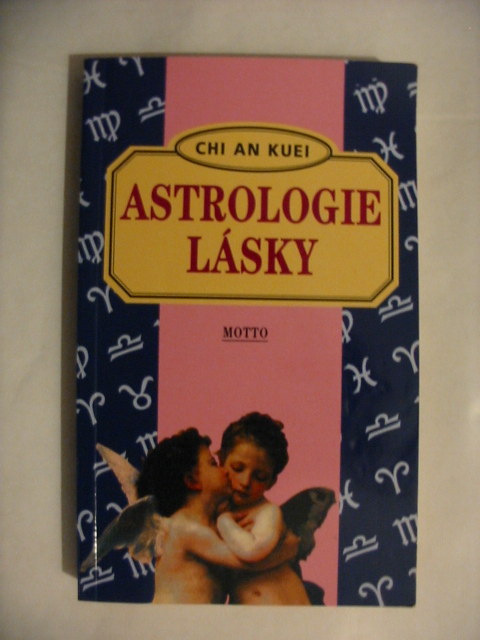 CHI AN KUEI
ASTROLOGIE
LÁSKY
MOTTO